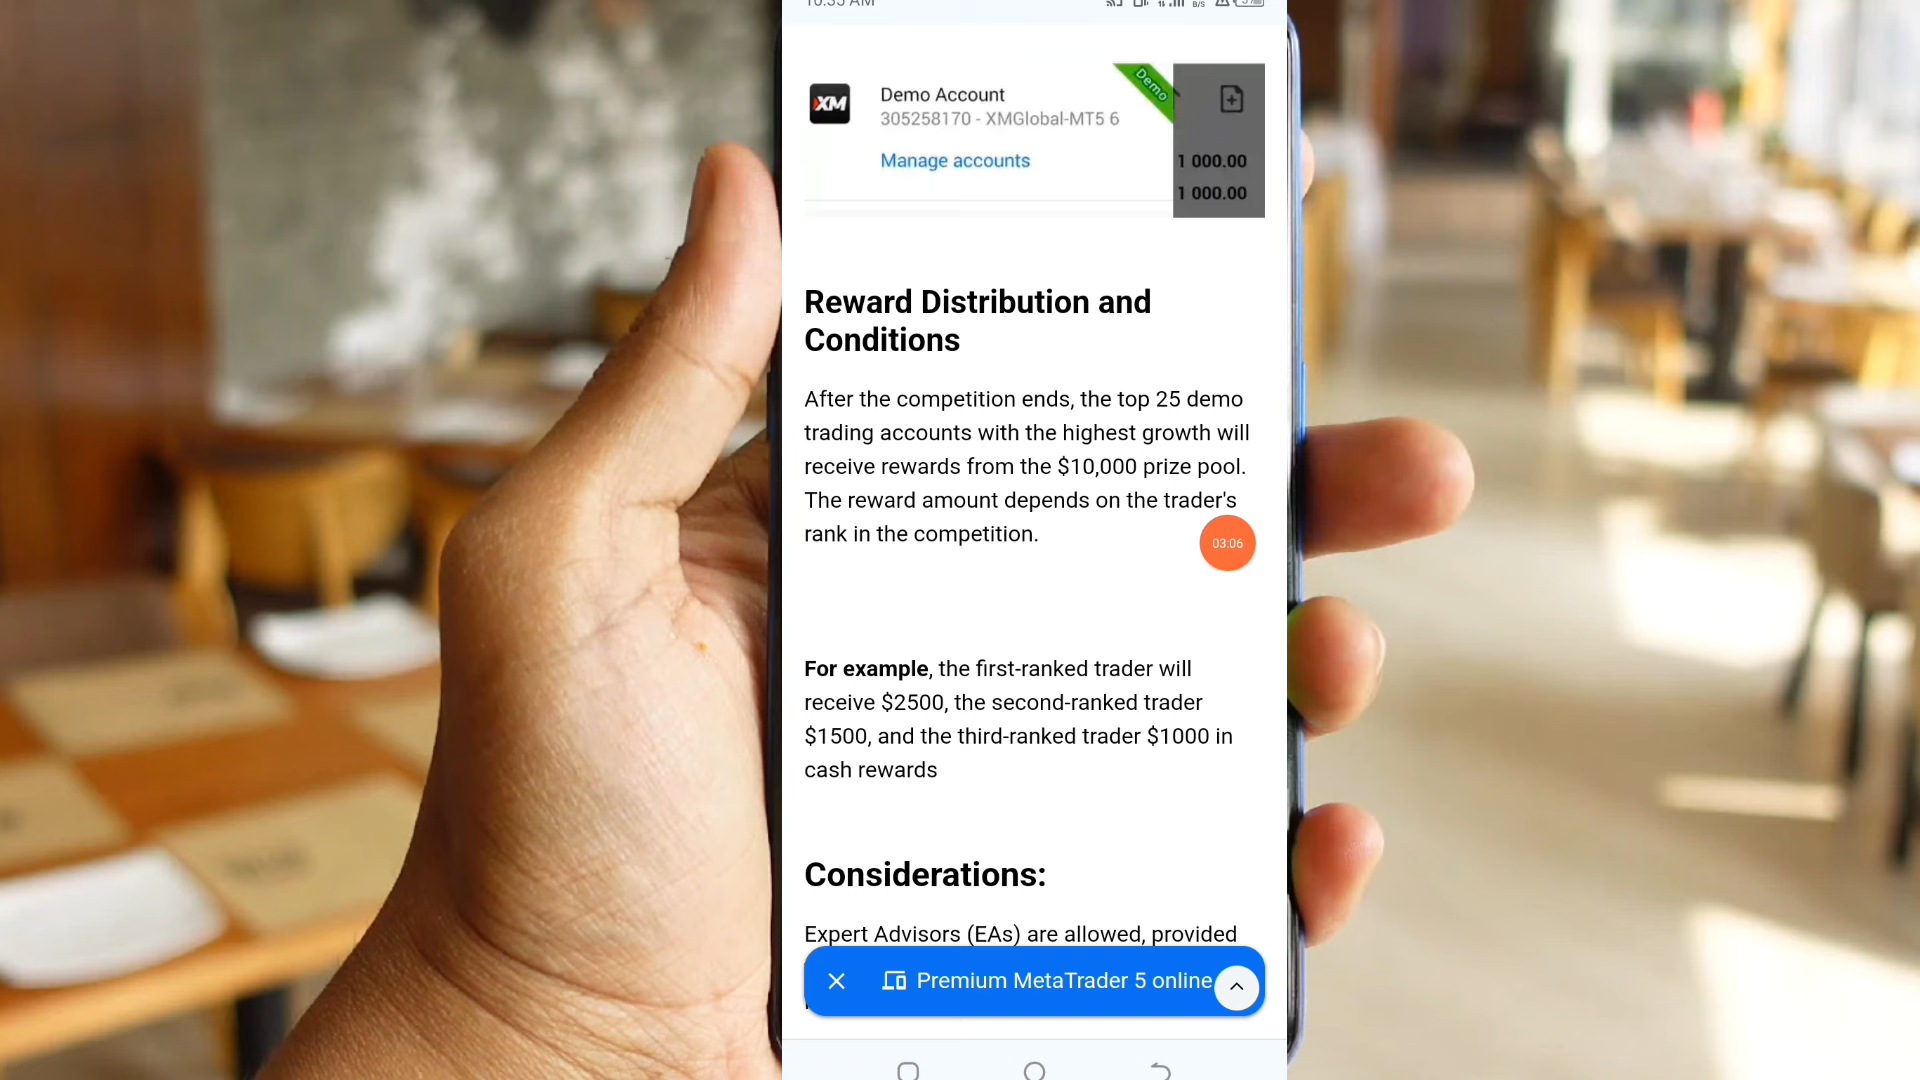 10:35 AM
B/S
XM
Demo Account
Demo
305258170 - XMGlobal-MT5 6
Manage accounts
1 000.00
1 000.00
Reward Distribution and
Conditions
After the competition ends, the top 25 demo
trading accounts with the highest growth will
receive rewards from the $10,000 prize pool.
The reward amount depends on the trader's
rank in the competition.
03:06
For example, the first-ranked trader will
receive $2500, the second-ranked trader
$1500, and the third-ranked trader $1000 in
cash rewards
Considerations:
Expert Advisors (EAs) are allowed, provided
Premium MetaTrader 5 online